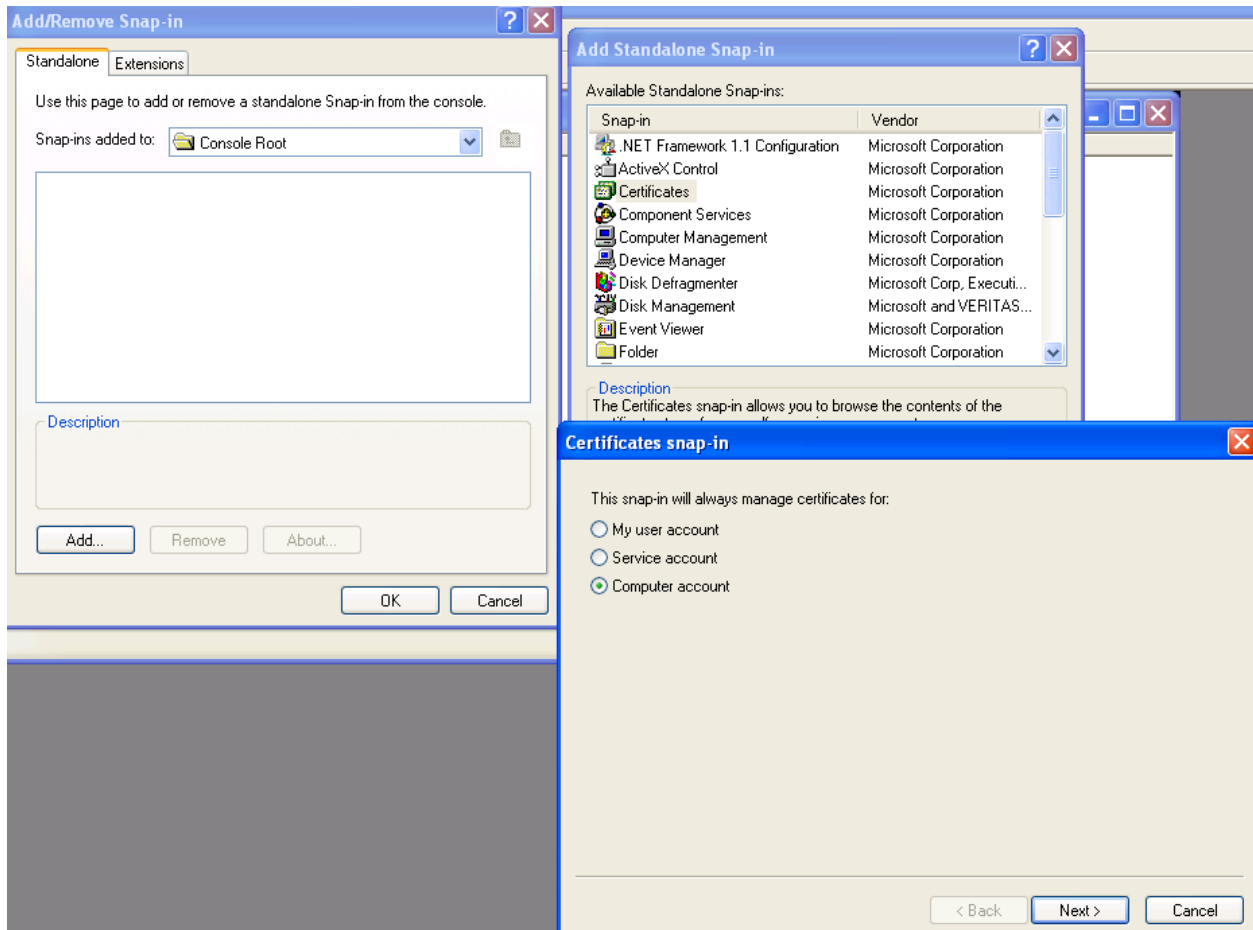 Add/Remove Snap-in
Standalone
Extensions
Use this page to add or remove a standalone Snap-in from the console.
Snap-ins added to:
Console Root
Description
Add...
Remove
About...
OK
Cancel
Add Standalone Snap-in
Available Standalone Snap-ins:
Snap-in Vendor
.NET Framework 1.1 Configuration Microsoft Corporation
ActiveX Control Microsoft Corporation
Certificates Microsoft Corporation
Component Services Microsoft Corporation
Computer Management Microsoft Corporation
Device Manager Microsoft Corporation
Disk Defragmenter Microsoft Corp, Executi...
Disk Management Microsoft and VERITAS...
Event Viewer Microsoft Corporation
Folder Microsoft Corporation
Description
The Certificates snap-in allows you to browse the contents of the
Certificates snap-in
This snap-in will always manage certificates for:
My user account
Service account
Computer account
< Back
Next >
Cancel